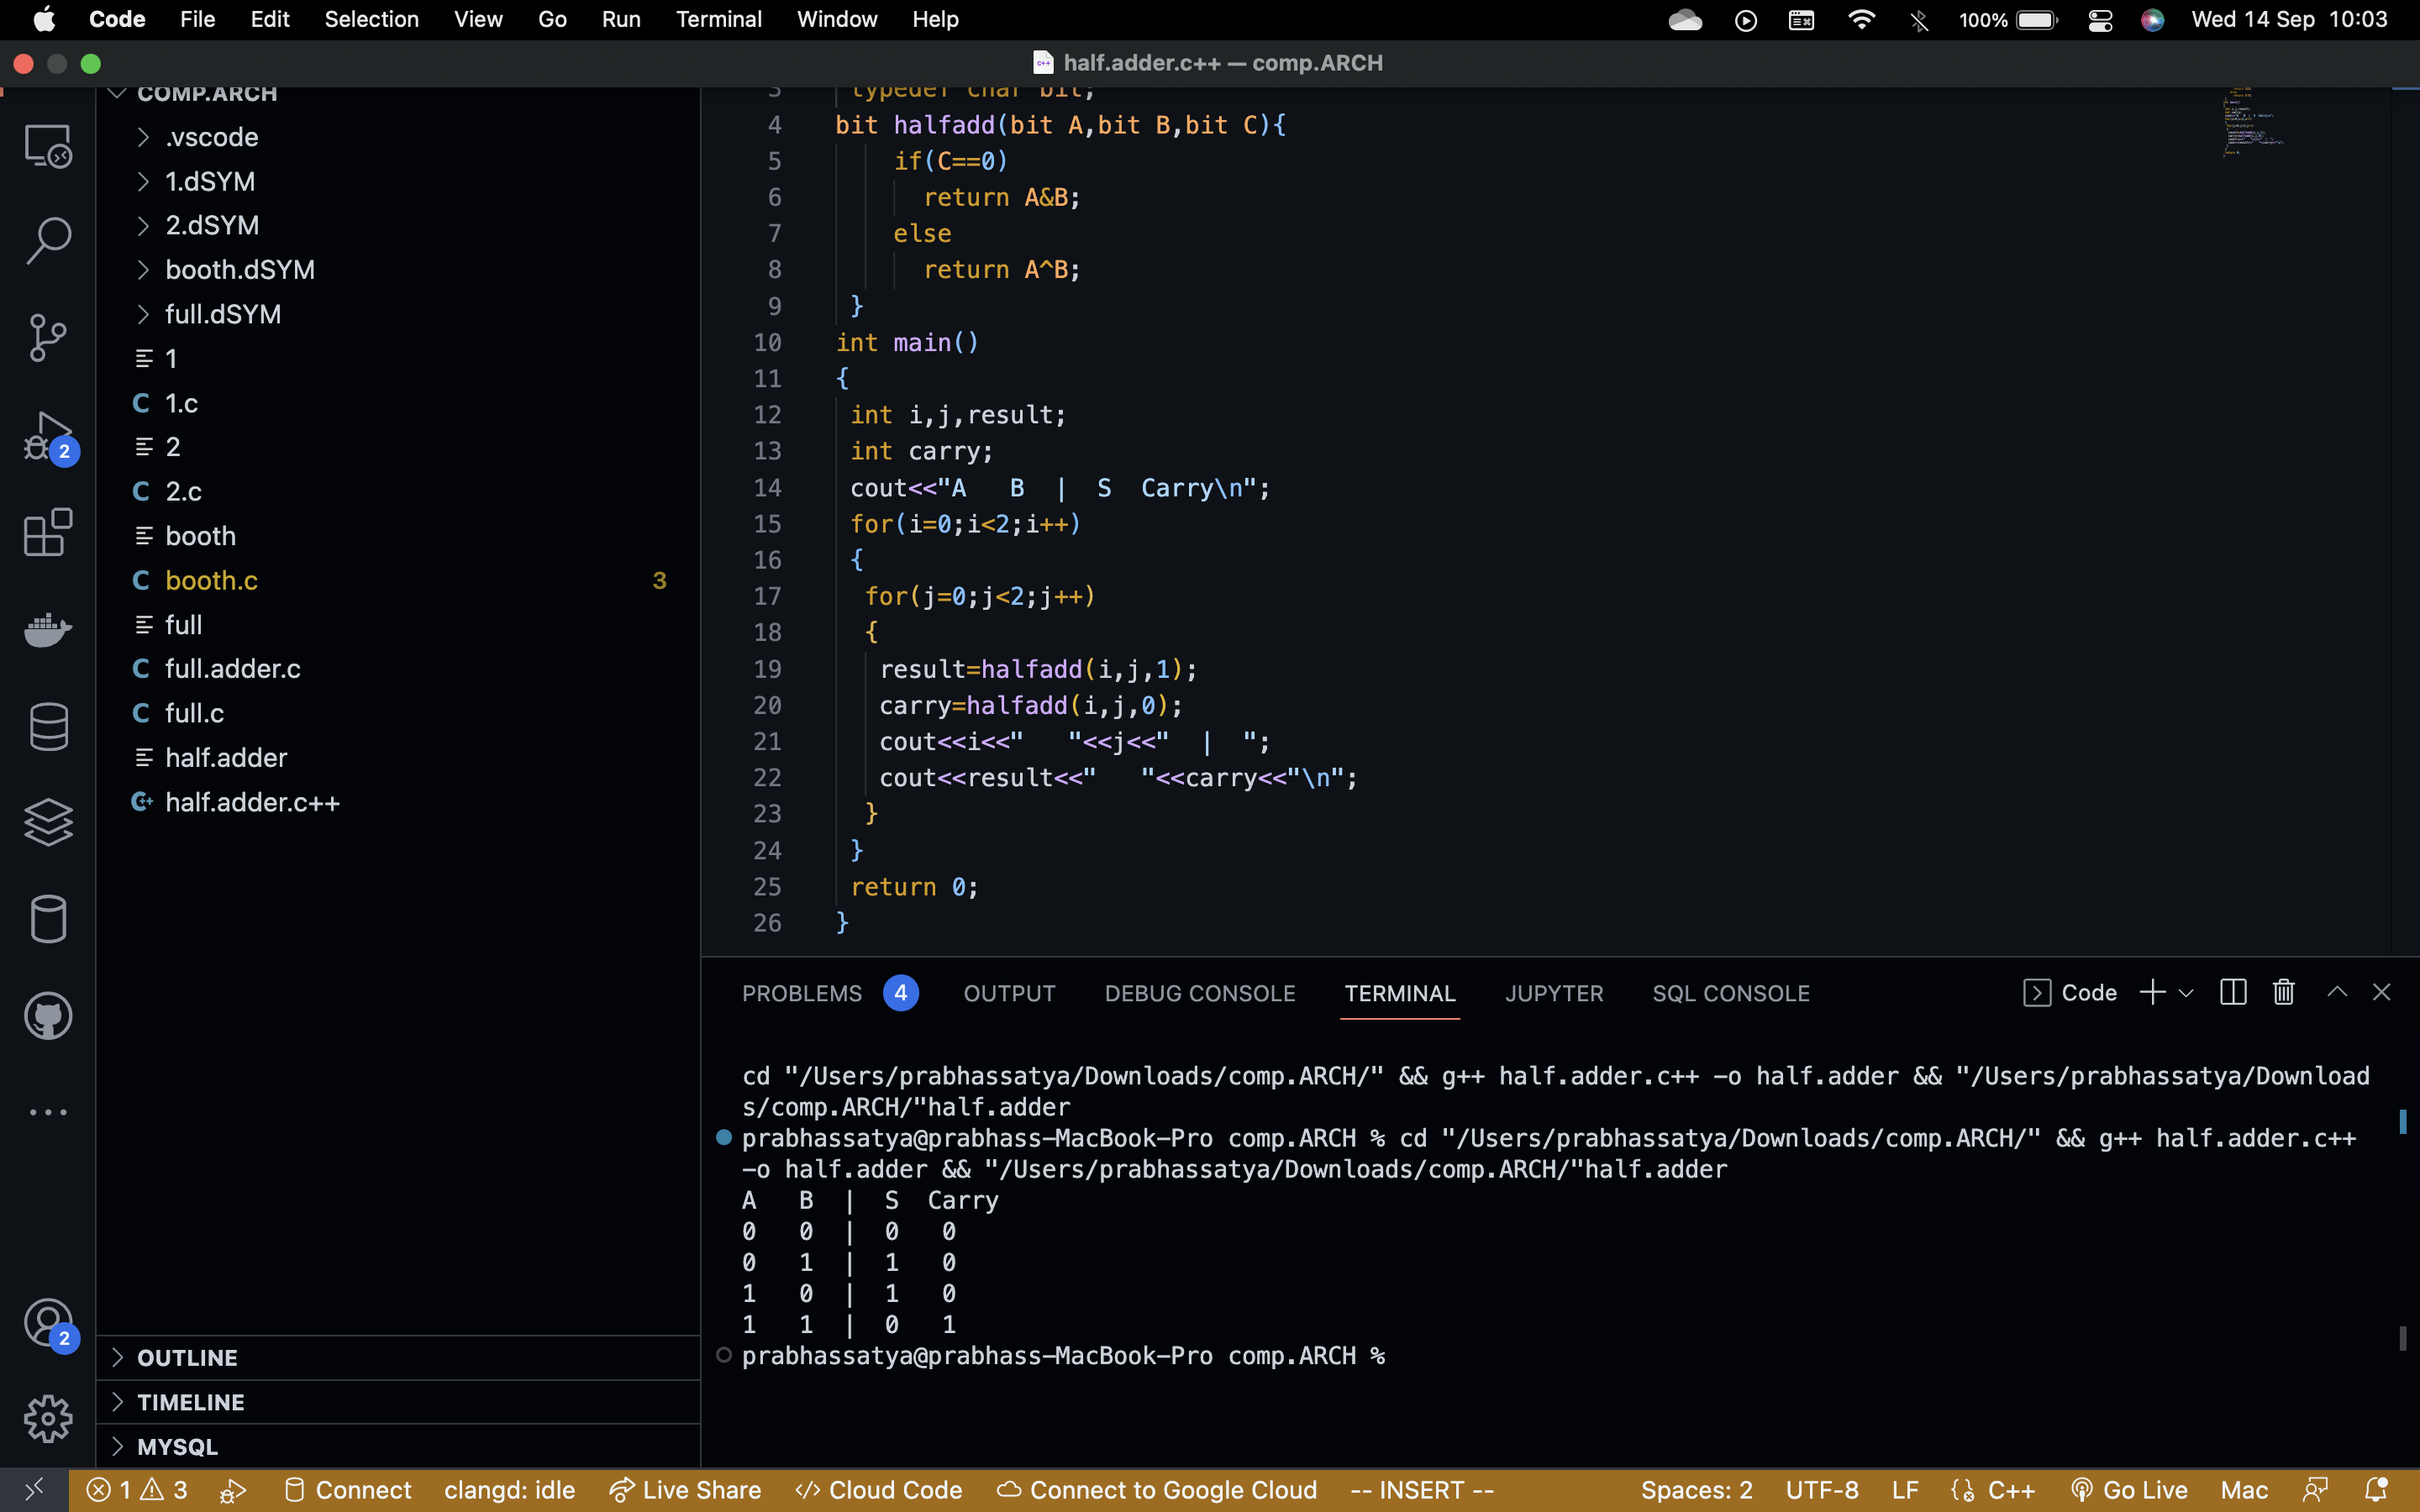 Code File Edit Selection View Go Run Terminal Window Help 100% Wed 14 Sep 10:03
half.adder.c++ — comp.ARCH
COMP.ARCH
.vscode
1.dSYM
2.dSYM
booth.dSYM
full.dSYM
1
1.c
2
2.c
booth
booth.c 3
full
full.adder.c
full.c
half.adder
half.adder.c++
OUTLINE
TIMELINE
MYSQL
2
2
3 typedef char bit;
4 bit halfadd(bit A,bit B,bit C){
5 if(C==0)
6 return A&B;
7 else
8 return A^B;
9 }
10 int main()
11 {
12 int i,j,result;
13 int carry;
14 cout<<"A   B  |  S  Carry\n";
15 for(i=0;i<2;i++)
16 {
17 for(j=0;j<2;j++)
18 {
19 result=halfadd(i,j,1);
20 carry=halfadd(i,j,0);
21 cout<<i<<"   "<<j<<"  |  ";
22 cout<<result<<"   "<<carry<<"\n";
23 }
24 }
25 return 0;
26 }
PROBLEMS 4 OUTPUT DEBUG CONSOLE TERMINAL JUPYTER SQL CONSOLE Code
cd "/Users/prabhassatya/Downloads/comp.ARCH/" && g++ half.adder.c++ -o half.adder && "/Users/prabhassatya/Download
s/comp.ARCH/"half.adder
prabhassatya@prabhass-MacBook-Pro comp.ARCH % cd "/Users/prabhassatya/Downloads/comp.ARCH/" && g++ half.adder.c++
-o half.adder && "/Users/prabhassatya/Downloads/comp.ARCH/"half.adder
A   B  |  S  Carry
0   0  |  0   0
0   1  |  1   0
1   0  |  1   0
1   1  |  0   1
prabhassatya@prabhass-MacBook-Pro comp.ARCH %
1 3 Connect clangd: idle Live Share Cloud Code Connect to Google Cloud -- INSERT -- Spaces: 2 UTF-8 LF C++ Go Live Mac